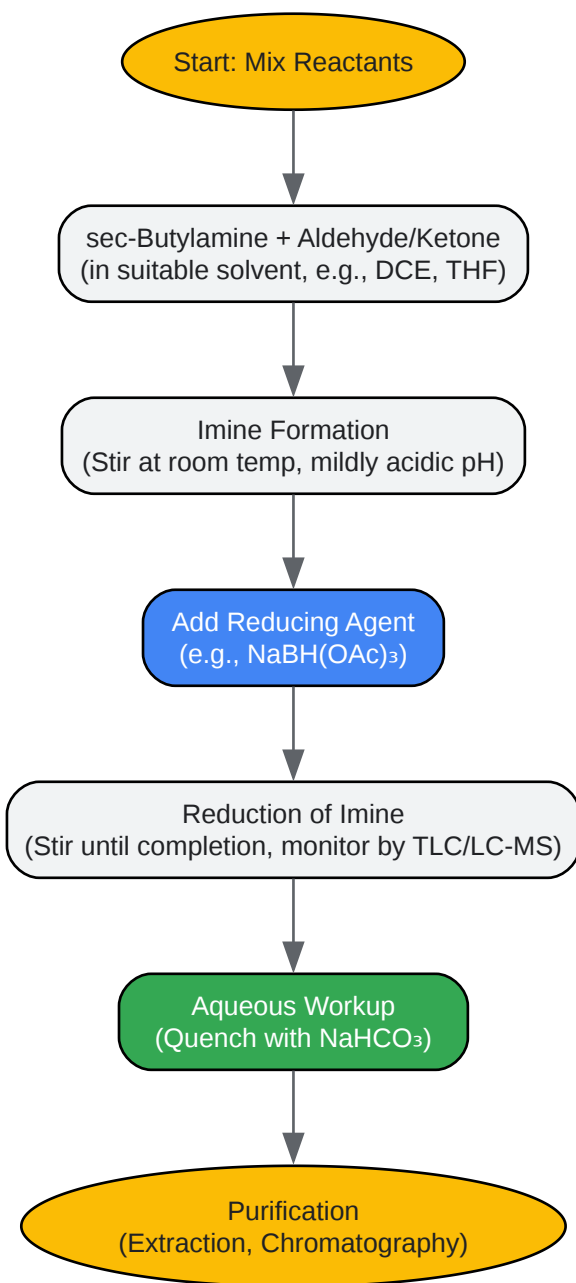 Start: Mix Reactants
sec-Butylamine + Aldehyde/Ketone
(in suitable solvent, e.g., DCE, THF)
Imine Formation
(Stir at room temp, mildly acidic pH)
Add Reducing Agent
(e.g., NaBH(OAc)₃)
Reduction of Imine
(Stir until completion, monitor by TLC/LC-MS)
Aqueous Workup
(Quench with NaHCO₃)
Purification
(Extraction, Chromatography)